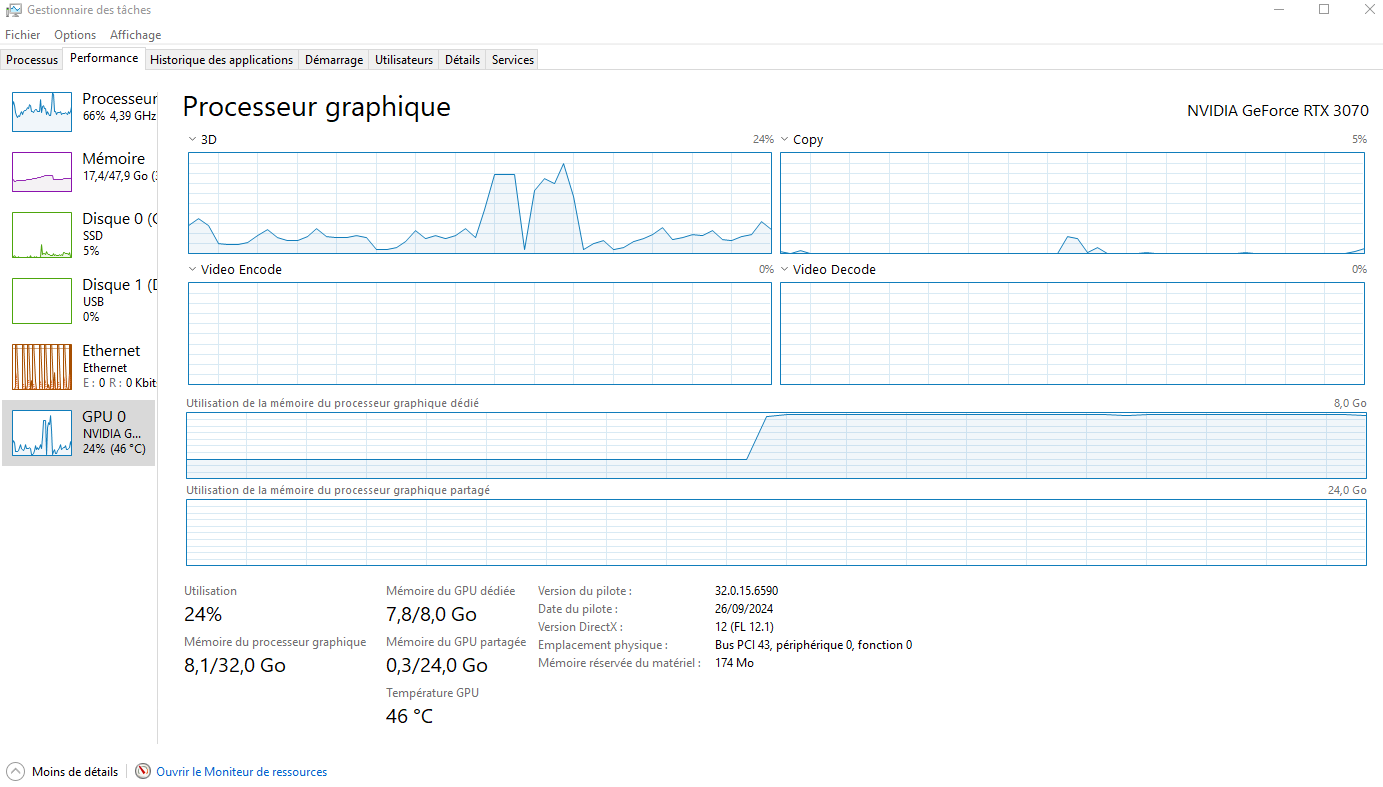 Gestionnaire des tâches
Fichier Options Affichage
Processus Performance Historique des applications Démarrage Utilisateurs Détails Services
Processeur
66% 4,39 GHz
Mémoire
17,4/47,9 Go (3
Disque 0 (C
SSD
5%
Disque 1 (D
USB
0%
Ethernet
Ethernet
E : 0 R : 0 Kbit
GPU 0
NVIDIA G...
24% (46 °C)
Processeur graphique
NVIDIA GeForce RTX 3070
3D 24%
Copy 5%
Video Encode 0%
Video Decode 0%
Utilisation de la mémoire du processeur graphique dédié 8,0 Go
Utilisation de la mémoire du processeur graphique partagé 24,0 Go
Utilisation
24%
Mémoire du processeur graphique
8,1/32,0 Go
Mémoire du GPU dédiée
7,8/8,0 Go
Mémoire du GPU partagée
0,3/24,0 Go
Température GPU
46 °C
Version du pilote : 32.0.15.6590
Date du pilote : 26/09/2024
Version DirectX : 12 (FL 12.1)
Emplacement physique : Bus PCI 43, périphérique 0, fonction 0
Mémoire réservée du matériel : 174 Mo
Moins de détails Ouvrir le Moniteur de ressources